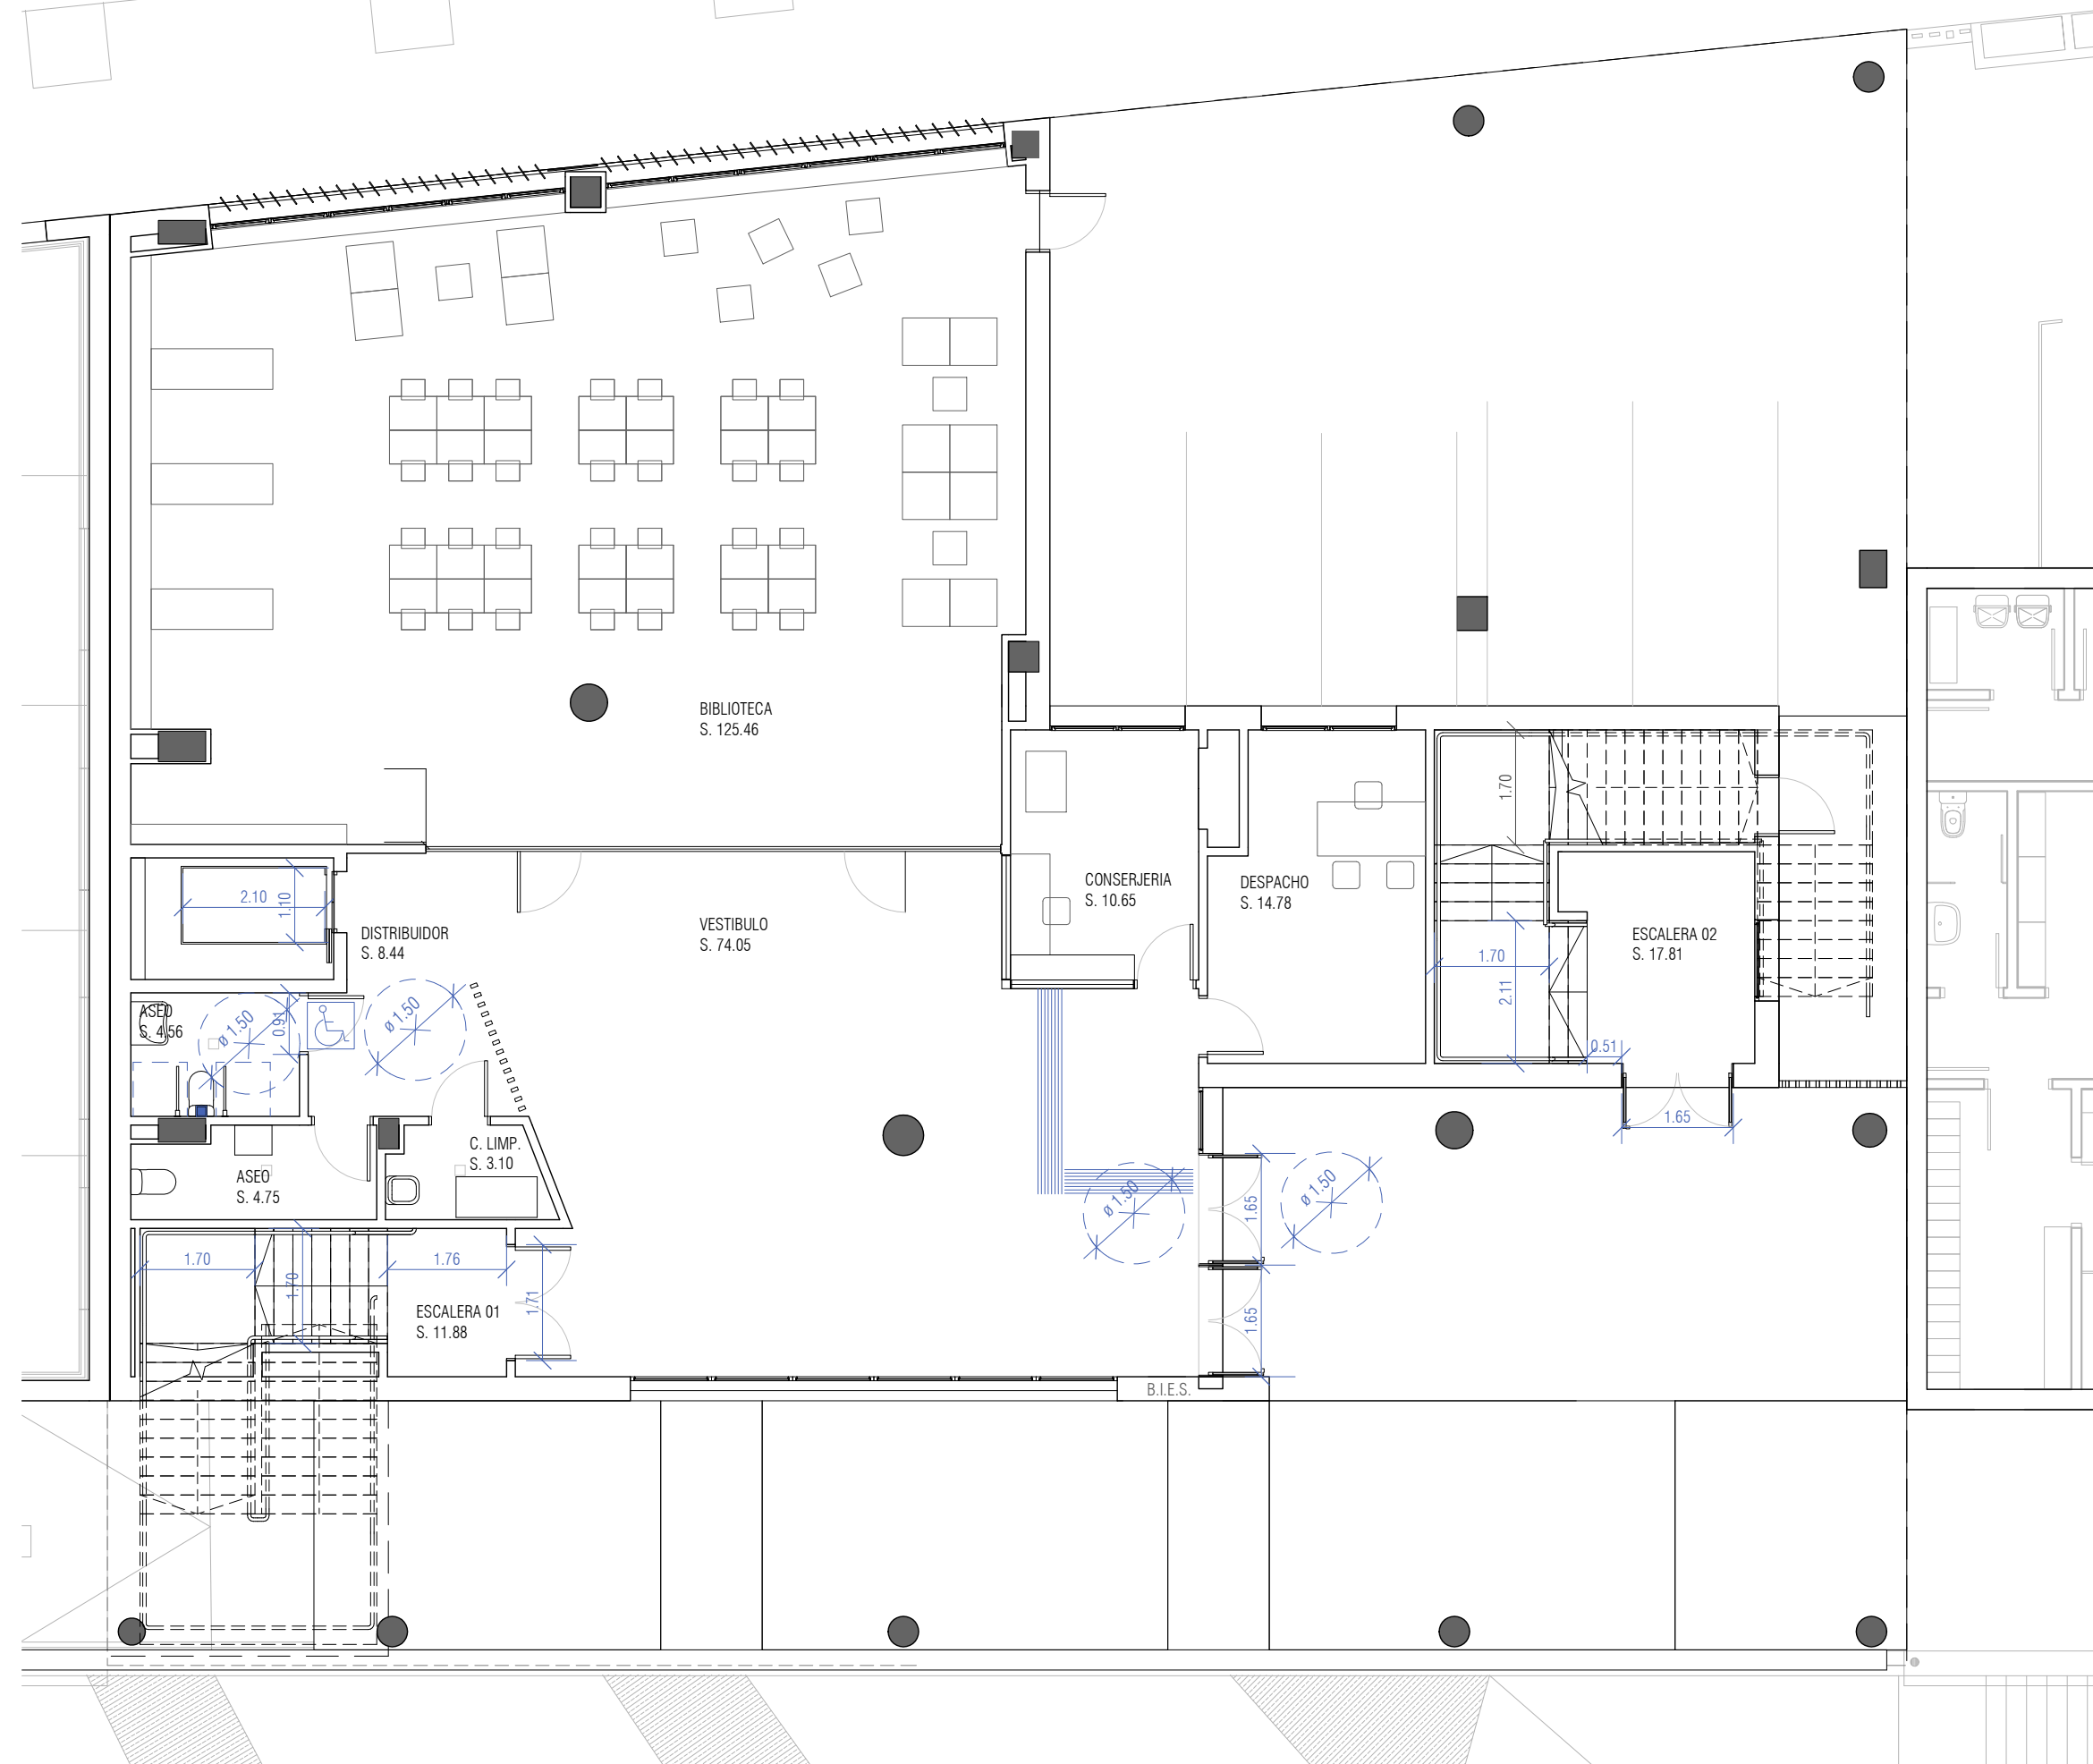 BIBLIOTECA
S. 125.46
1.70
2.10
1.10
DISTRIBUIDOR
S. 8.44
VESTIBULO
S. 74.05
CONSERJERIA
S. 10.65
DESPACHO
S. 14.78
ESCALERA 02
S. 17.81
1.70
2.11
0.51
1.65
ASEO
S. 4.56
ø 1.50
0.91
ø 1.50
C. LIMP.
S. 3.10
ASEO
S. 4.75
ø 1.50
ø 1.50
1.65
1.65
1.70
1.70
1.76
1.71
ESCALERA 01
S. 11.88
B.I.E.S.